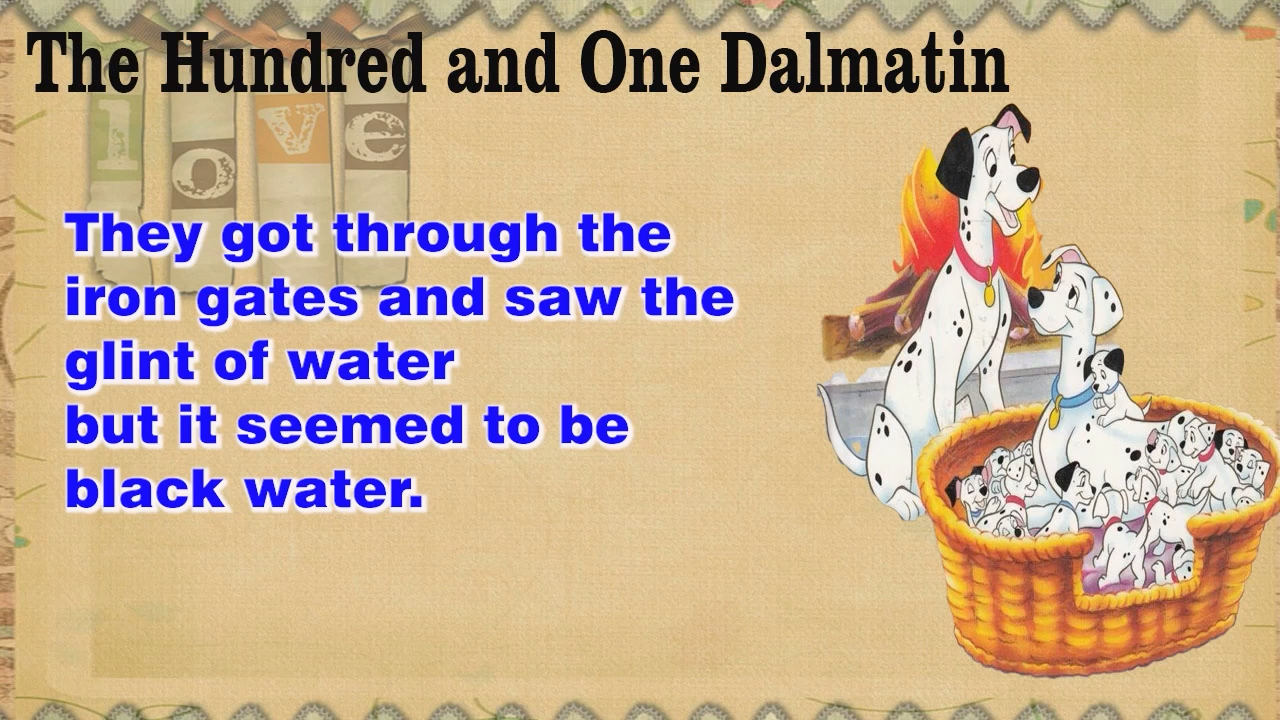 The Hundred and One Dalmatin
love
They got through the
iron gates and saw the
glint of water
but it seemed to be
black water.